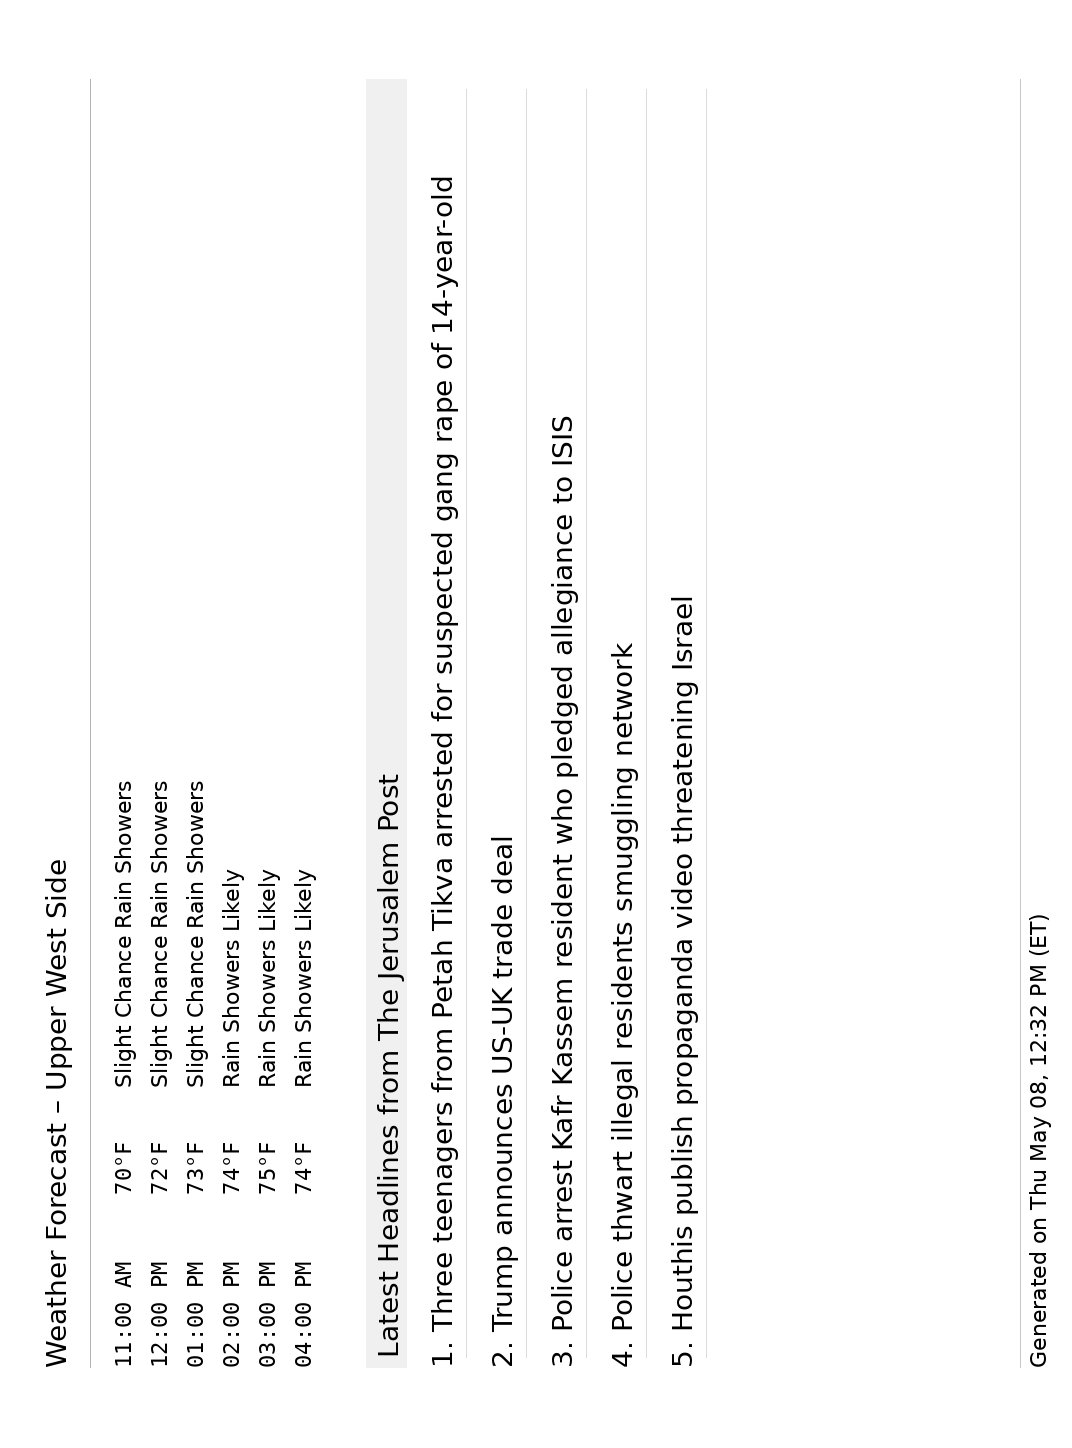 Weather Forecast – Upper West Side
11:00 AM 70°F Slight Chance Rain Showers
12:00 PM 72°F Slight Chance Rain Showers
01:00 PM 73°F Slight Chance Rain Showers
02:00 PM 74°F Rain Showers Likely
03:00 PM 75°F Rain Showers Likely
04:00 PM 74°F Rain Showers Likely
Latest Headlines from The Jerusalem Post
1. Three teenagers from Petah Tikva arrested for suspected gang rape of 14-year-old
2. Trump announces US-UK trade deal
3. Police arrest Kafr Kassem resident who pledged allegiance to ISIS
4. Police thwart illegal residents smuggling network
5. Houthis publish propaganda video threatening Israel
Generated on Thu May 08, 12:32 PM (ET)